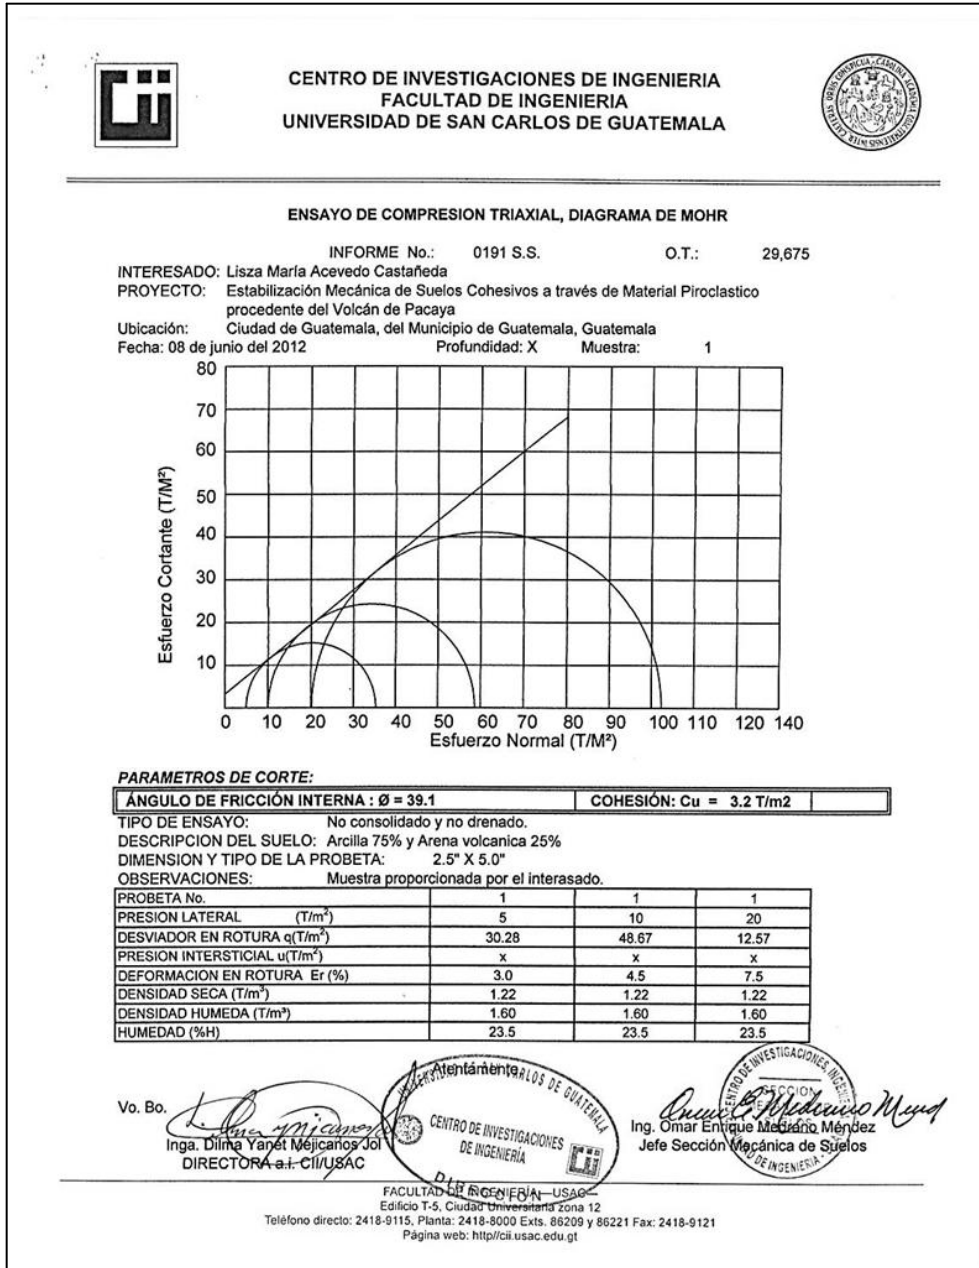 Cii
CENTRO DE INVESTIGACIONES DE INGENIERIA
FACULTAD DE INGENIERIA
UNIVERSIDAD DE SAN CARLOS DE GUATEMALA
ENSAYO DE COMPRESION TRIAXIAL, DIAGRAMA DE MOHR
INFORME No.: 0191 S.S. O.T.: 29,675
INTERESADO: Lisza María Acevedo Castañeda
PROYECTO: Estabilización Mecánica de Suelos Cohesivos a través de Material Piroclastico
procedente del Volcán de Pacaya
Ubicación: Ciudad de Guatemala, del Municipio de Guatemala, Guatemala
Fecha: 08 de junio del 2012 Profundidad: X Muestra: 1
80
70
60
50
40
30
20
10
Esfuerzo Cortante (T/M²)
0 10 20 30 40 50 60 70 80 90 100 110 120 140
Esfuerzo Normal (T/M²)
PARAMETROS DE CORTE:
ÁNGULO DE FRICCIÓN INTERNA : Ø = 39.1 COHESIÓN: Cu = 3.2 T/m2
TIPO DE ENSAYO: No consolidado y no drenado.
DESCRIPCION DEL SUELO: Arcilla 75% y Arena volcanica 25%
DIMENSION Y TIPO DE LA PROBETA: 2.5" X 5.0"
OBSERVACIONES: Muestra proporcionada por el interasado.
PROBETA No. 1 1 1
PRESION LATERAL (T/m²) 5 10 20
DESVIADOR EN ROTURA q(T/m²) 30.28 48.67 12.57
PRESION INTERSTICIAL u(T/m²) x x x
DEFORMACION EN ROTURA Er (%) 3.0 4.5 7.5
DENSIDAD SECA (T/m³) 1.22 1.22 1.22
DENSIDAD HUMEDA (T/m³) 1.60 1.60 1.60
HUMEDAD (%H) 23.5 23.5 23.5
Atentamente,
Vo. Bo.
Inga. Dilma Yanet Mejicanos Jol
DIRECTORA a.i. CII/USAC
CARLOS DE GUATEMALA
CENTRO DE INVESTIGACIONES
DE INGENIERÍA
DIRECCION
CENTRO DE INVESTIGACIONES
SECCION
DE INGENIERIA
Ing. Omar Enrique Medrano Méndez
Jefe Sección Mecánica de Suelos
FACULTAD DE INGENIERÍA —USAC—
Edificio T-5, Ciudad Universitaria zona 12
Teléfono directo: 2418-9115, Planta: 2418-8000 Exts. 86209 y 86221 Fax: 2418-9121
Página web: http//cii.usac.edu.gt